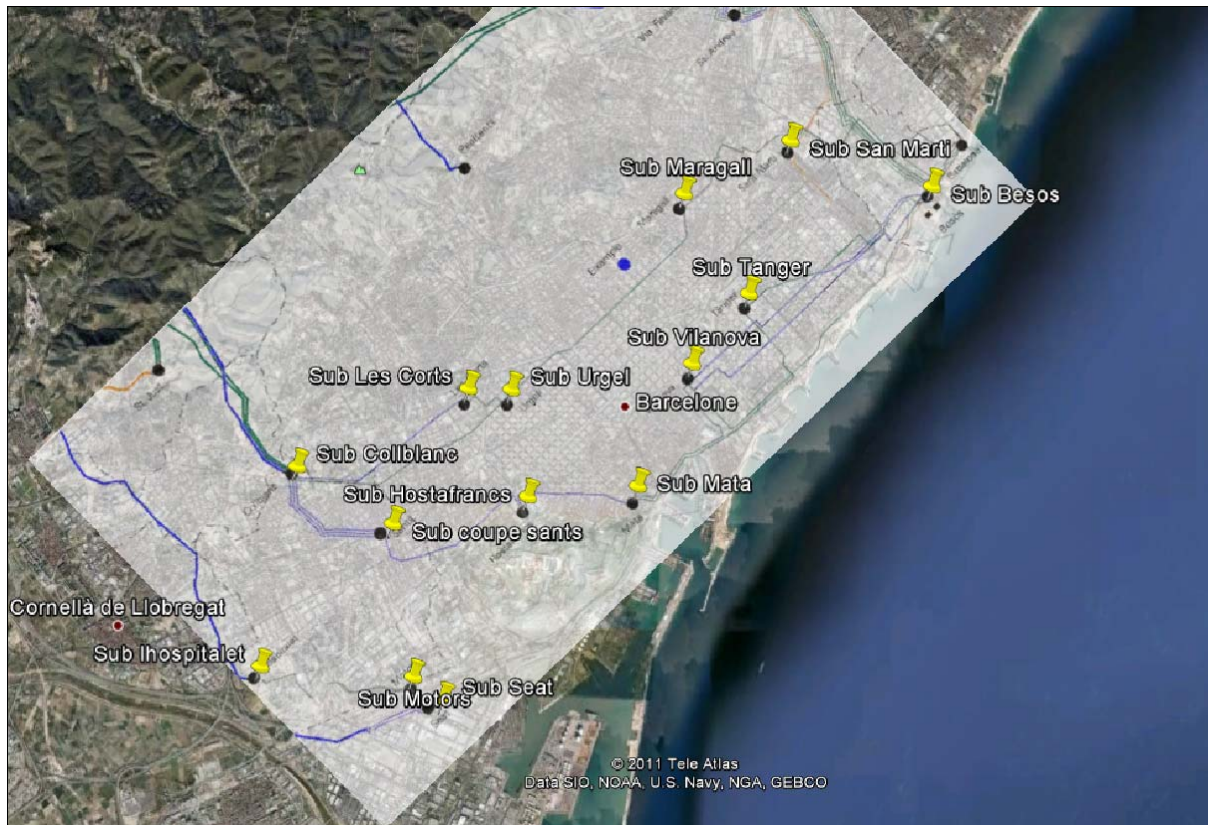 Sub San Marti
Sub Maragall
Sub Besos
Sub Tanger
Sub Vilanova
Sub Les Corts
Sub Urgel
Barcelone
Sub Collblanc
Sub Mata
Sub Hostafrancs
Sub coupe sants
Cornellà de Llobregat
Sub lhospitalet
Sub Seat
Sub Motors
© 2011 Tele Atlas
Data SIO, NOAA, U.S. Navy, NGA, GEBCO